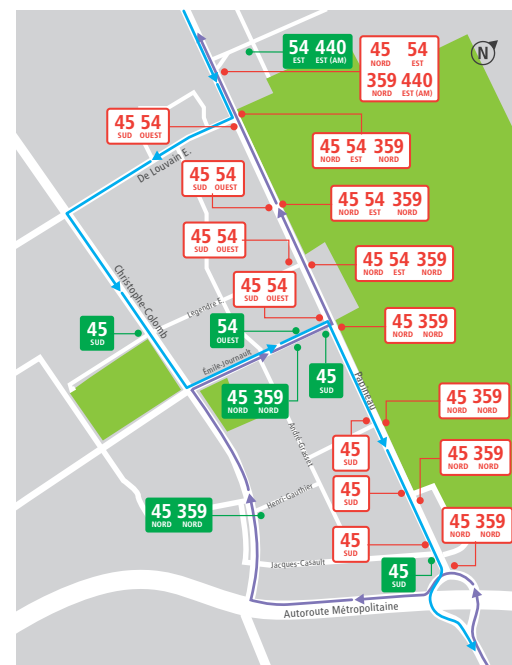 54 440
EST EST (AM)
45 54
NORD EST
359 440
NORD EST (AM)
N
45 54
SUD OUEST
45 54 359
NORD EST NORD
De Louvain E.
45 54
SUD OUEST
45 54 359
NORD EST NORD
45 54
SUD OUEST
45 54 359
NORD EST NORD
Christophe-Colomb
45 54
SUD OUEST
Legendre E.
45
SUD
54
OUEST
45 359
NORD NORD
Émile-Journault
45
SUD
Papineau
45 359
NORD NORD
45 359
NORD NORD
André-Grasset
45
SUD
45 359
NORD NORD
45
SUD
Henri-Gauthier
45 359
NORD NORD
45 359
NORD NORD
45
SUD
Jacques-Casault
45
SUD
Autoroute Métropolitaine